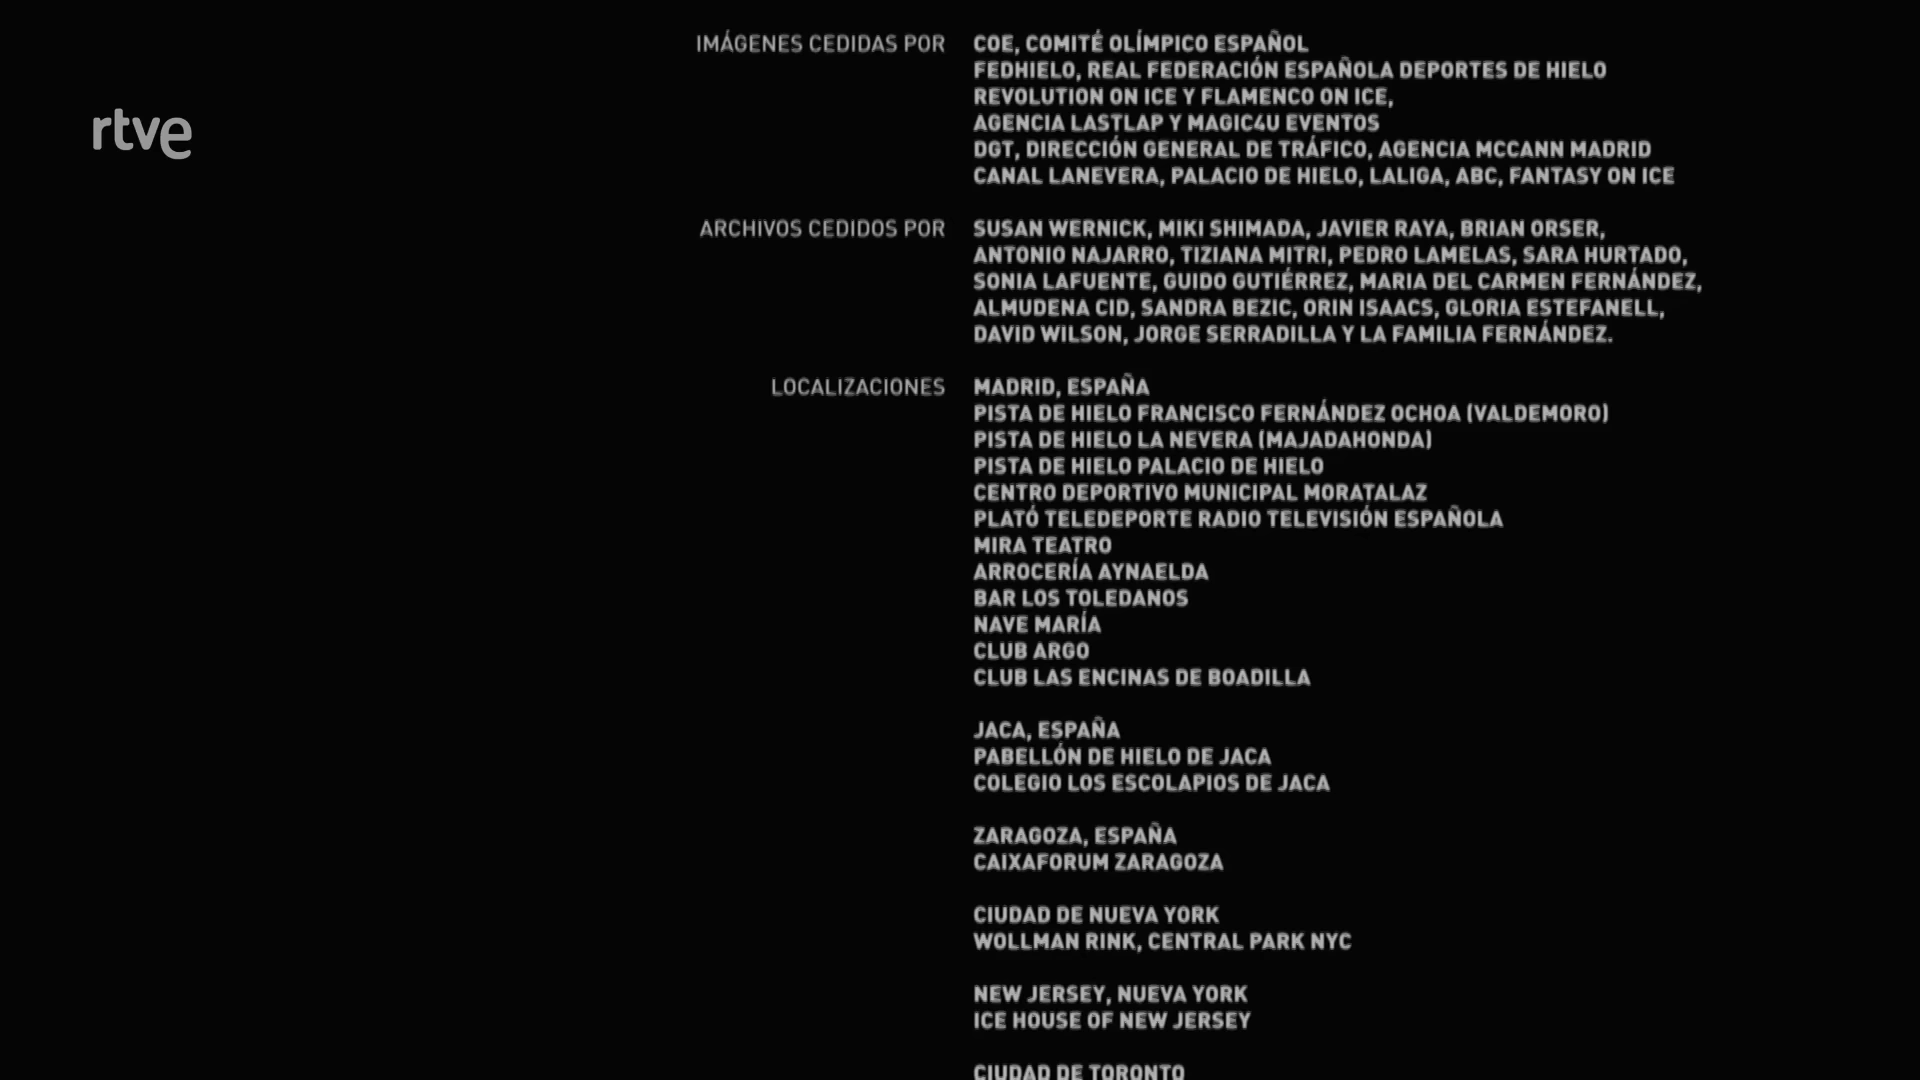 IMÁGENES CEDIDAS POR COE, COMITÉ OLÍMPICO ESPAÑOL
FEDHIELO, REAL FEDERACIÓN ESPAÑOLA DEPORTES DE HIELO
REVOLUTION ON ICE Y FLAMENCO ON ICE,
rtve
AGENCIA LASTLAP Y MAGIC4U EVENTOS
DGT, DIRECCIÓN GENERAL DE TRÁFICO, AGENCIA MCCANN MADRID
CANAL LANEVERA, PALACIO DE HIELO, LALIGA, ABC, FANTASY ON ICE
ARCHIVOS CEDIDOS POR SUSAN WERNICK, MIKI SHIMADA, JAVIER RAYA, BRIAN ORSER,
ANTONIO NAJARRO, TIZIANA MITRI, PEDRO LAMELAS, SARA HURTADO,
SONIA LAFUENTE, GUIDO GUTIÉRREZ, MARIA DEL CARMEN FERNÁNDEZ,
ALMUDENA CID, SANDRA BEZIC, ORIN ISAACS, GLORIA ESTEFANELL,
DAVID WILSON, JORGE SERRADILLA Y LA FAMILIA FERNÁNDEZ.
LOCALIZACIONES MADRID, ESPAÑA
PISTA DE HIELO FRANCISCO FERNÁNDEZ OCHOA (VALDEMORO)
PISTA DE HIELO LA NEVERA (MAJADAHONDA)
PISTA DE HIELO PALACIO DE HIELO
CENTRO DEPORTIVO MUNICIPAL MORATALAZ
PLATÓ TELEDEPORTE RADIO TELEVISIÓN ESPAÑOLA
MIRA TEATRO
ARROCERÍA AYNAELDA
BAR LOS TOLEDANOS
NAVE MARÍA
CLUB ARGO
CLUB LAS ENCINAS DE BOADILLA
JACA, ESPAÑA
PABELLÓN DE HIELO DE JACA
COLEGIO LOS ESCOLAPIOS DE JACA
ZARAGOZA, ESPAÑA
CAIXAFORUM ZARAGOZA
CIUDAD DE NUEVA YORK
WOLLMAN RINK, CENTRAL PARK NYC
NEW JERSEY, NUEVA YORK
ICE HOUSE OF NEW JERSEY
CIUDAD DE TORONTO